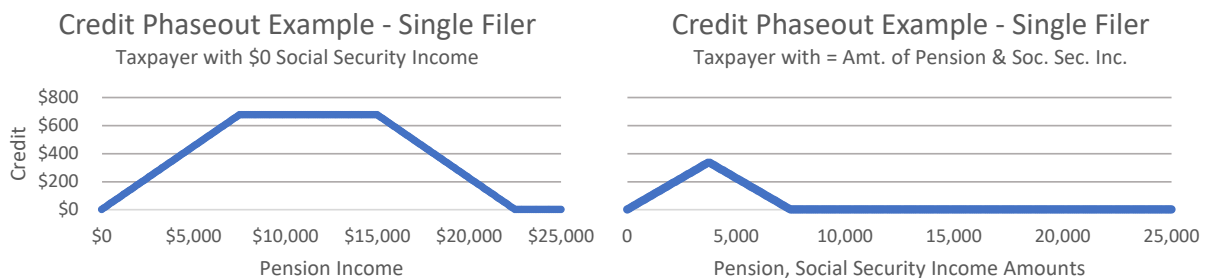 Credit Phaseout Example - Single Filer
Taxpayer with $0 Social Security Income
$800
$600
$400
$200
$0
Credit
$0 $5,000 $10,000 $15,000 $20,000 $25,000
Pension Income
Credit Phaseout Example - Single Filer
Taxpayer with = Amt. of Pension & Soc. Sec. Inc.
0 5,000 10,000 15,000 20,000 25,000
Pension, Social Security Income Amounts